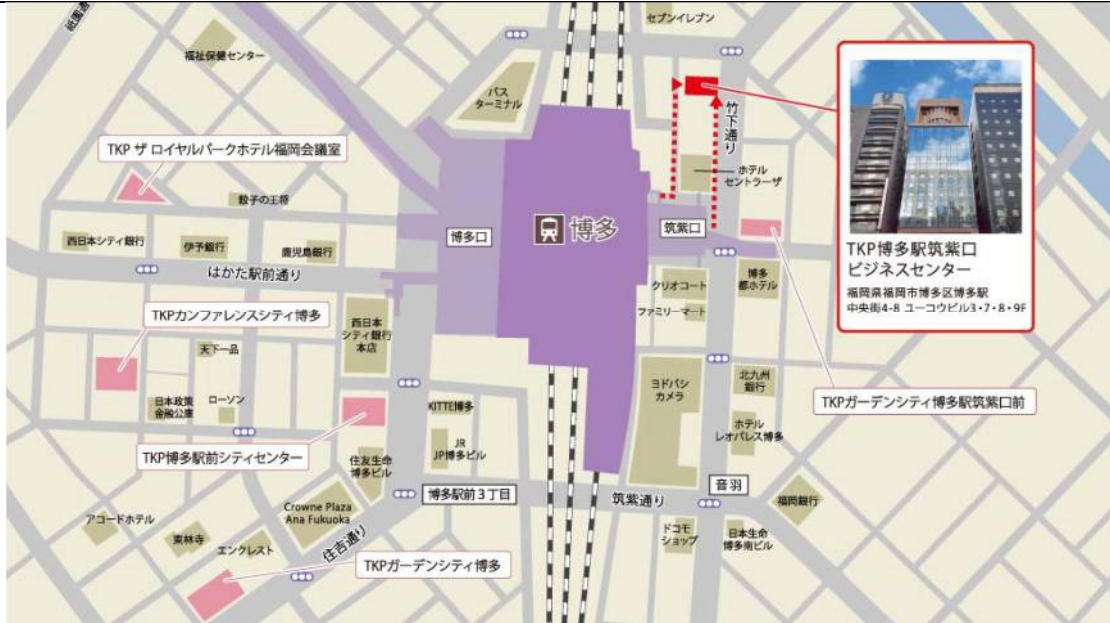 祇園通
福祉保健センター
バス
ターミナル
セブンイレブン
竹下通り
TKP ザ ロイヤルパークホテル福岡会議室
餃子の王将
西日本シティ銀行
伊予銀行
鹿児島銀行
はかた駅前通り
博多口
博多
筑紫口
ホテル
セントラーザ
TKP博多駅筑紫口
ビジネスセンター
福岡県福岡市博多区博多駅
中央街4-8 ユーコウビル3・7・8・9F
クリオコート
博多
都ホテル
ファミリーマート
TKPカンファレンスシティ博多
西日本
シティ銀行
本店
天下一品
日本政策
金融公庫
ローソン
KITTE博多
JR
JP博多ビル
ヨドバシ
カメラ
北九州
銀行
TKPガーデンシティ博多駅筑紫口前
ホテル
レオパレス博多
TKP博多駅前シティセンター
住友生命
博多ビル
博多駅前3丁目
筑紫通り
音羽
福岡銀行
Crowne Plaza
Ana Fukuoka
アコードホテル
東林寺
エンクレスト
住吉通り
ドコモ
ショップ
日本生命
博多南ビル
TKPガーデンシティ博多